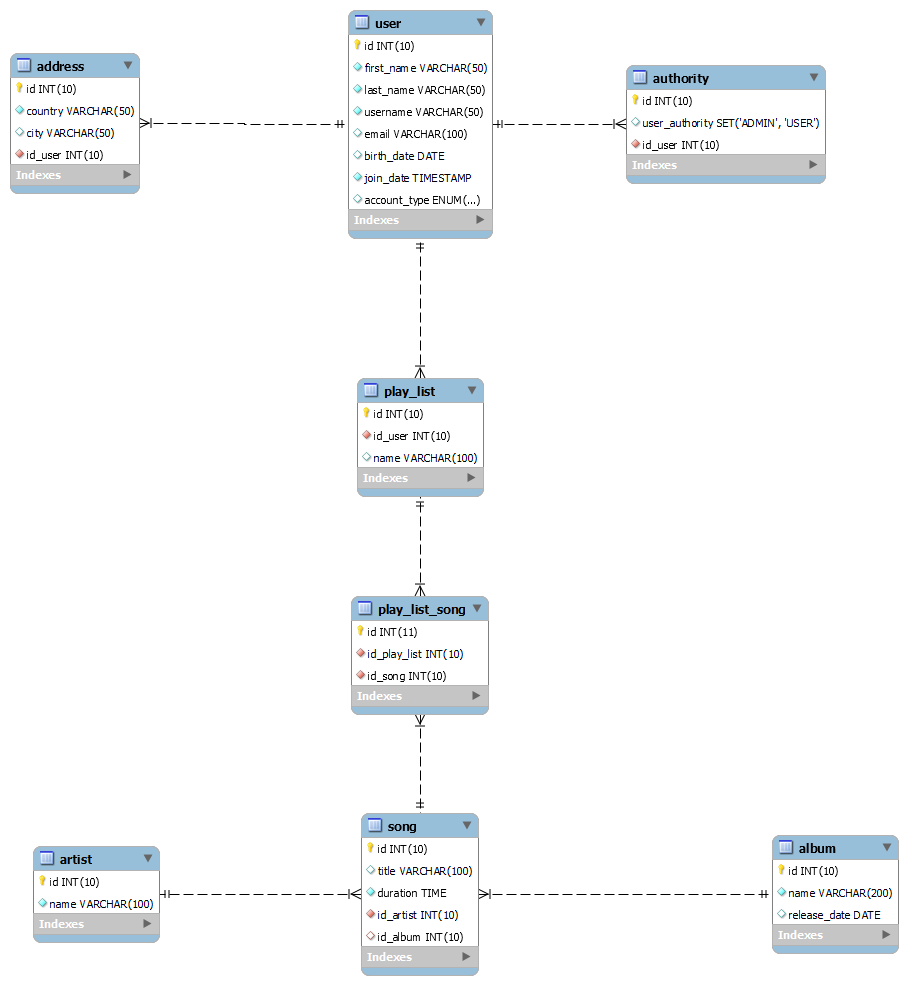 user
id INT(10)
first_name VARCHAR(50)
last_name VARCHAR(50)
username VARCHAR(50)
email VARCHAR(100)
birth_date DATE
join_date TIMESTAMP
account_type ENUM(...)
Indexes
address
id INT(10)
country VARCHAR(50)
city VARCHAR(50)
id_user INT(10)
Indexes
authority
id INT(10)
user_authority SET('ADMIN', 'USER')
id_user INT(10)
Indexes
play_list
id INT(10)
id_user INT(10)
name VARCHAR(100)
Indexes
play_list_song
id INT(11)
id_play_list INT(10)
id_song INT(10)
Indexes
song
id INT(10)
title VARCHAR(100)
duration TIME
id_artist INT(10)
id_album INT(10)
Indexes
artist
id INT(10)
name VARCHAR(100)
Indexes
album
id INT(10)
name VARCHAR(200)
release_date DATE
Indexes